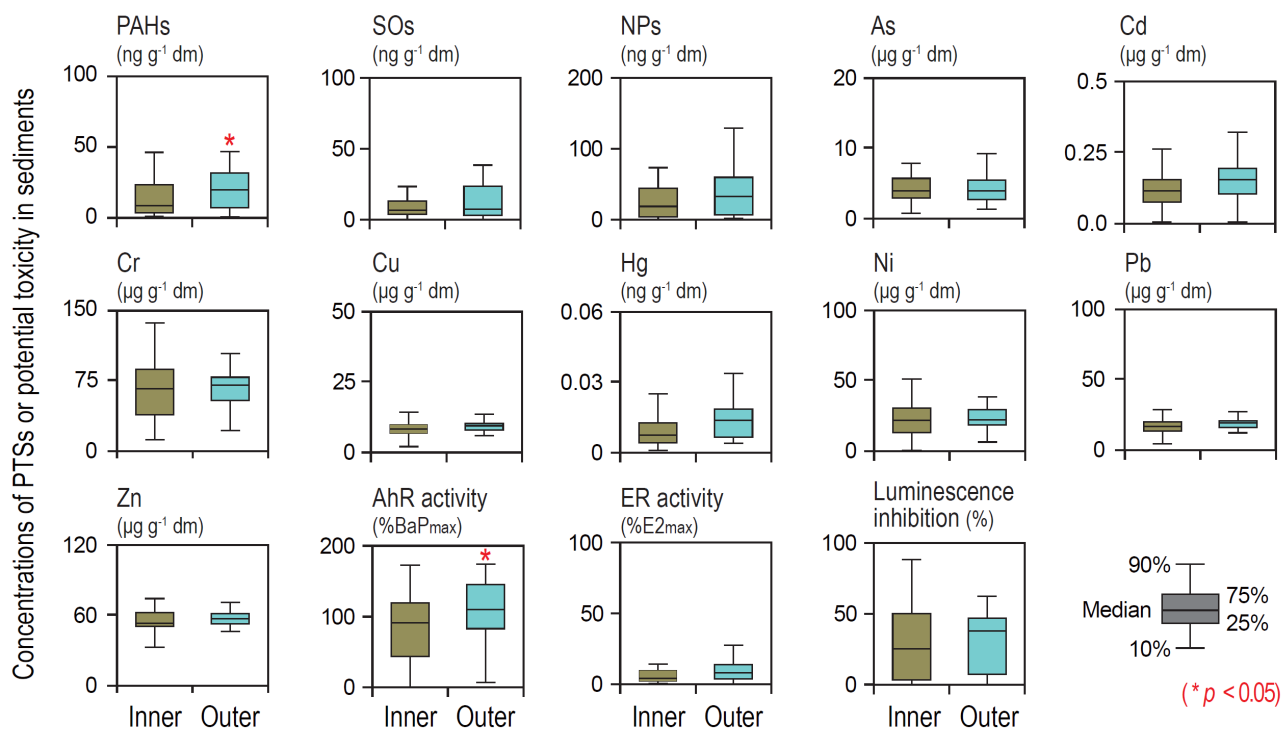 Concentrations of PTSs or potential toxicity in sediments
PAHs
(ng g-1 dm)
100
50
0
*
SOs
(ng g-1 dm)
100
50
0
NPs
(ng g-1 dm)
200
100
0
As
(µg g-1 dm)
20
10
0
Cd
(µg g-1 dm)
0.5
0.25
0.0
Cr
(µg g-1 dm)
150
75
0
Cu
(µg g-1 dm)
50
25
0
Hg
(ng g-1 dm)
0.06
0.03
0
Ni
(µg g-1 dm)
100
50
0
Pb
(µg g-1 dm)
100
50
0
Zn
(µg g-1 dm)
120
60
0
Inner Outer
AhR activity
(%BaPmax)
200
100
0
*
Inner Outer
ER activity
(%E2max)
100
50
0
Inner Outer
Luminescence
inhibition (%)
100
50
0
Inner Outer
90%
75%
Median
25%
10%
(* p < 0.05)